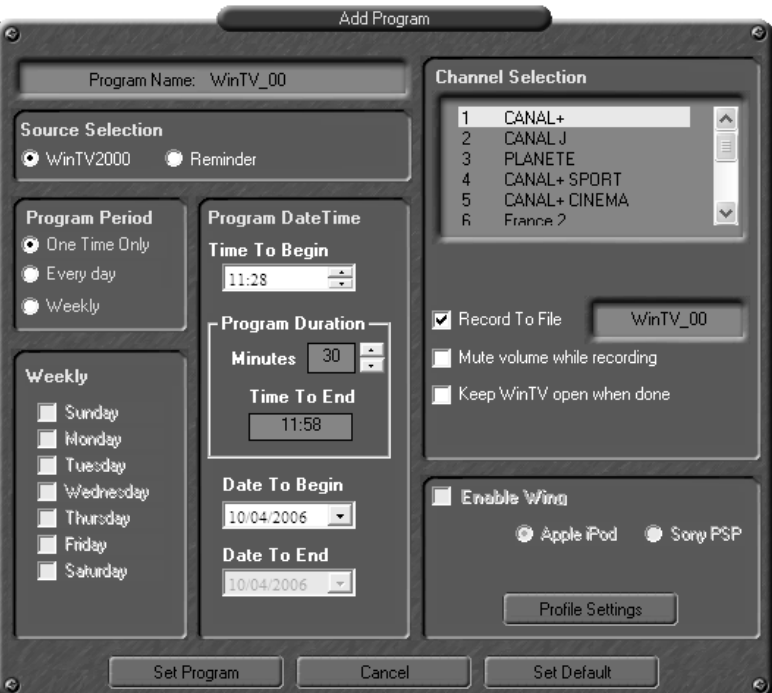 Add Program
Program Name: WinTV_00
Source Selection
WinTV2000 Reminder
Program Period
One Time Only
Every day
Weekly
Weekly
Sunday
Monday
Tuesday
Wednesday
Thursday
Friday
Saturday
Program DateTime
Time To Begin
11:28
Program Duration
Minutes 30
Time To End
11:58
Date To Begin
10/04/2006
Date To End
10/04/2006
Channel Selection
1 CANAL+
2 CANAL J
3 PLANETE
4 CANAL+ SPORT
5 CANAL+ CINEMA
6 France 2
Record To File WinTV_00
Mute volume while recording
Keep WinTV open when done
Enable Wing
Apple iPod Sony PSP
Profile Settings
Set Program Cancel Set Default